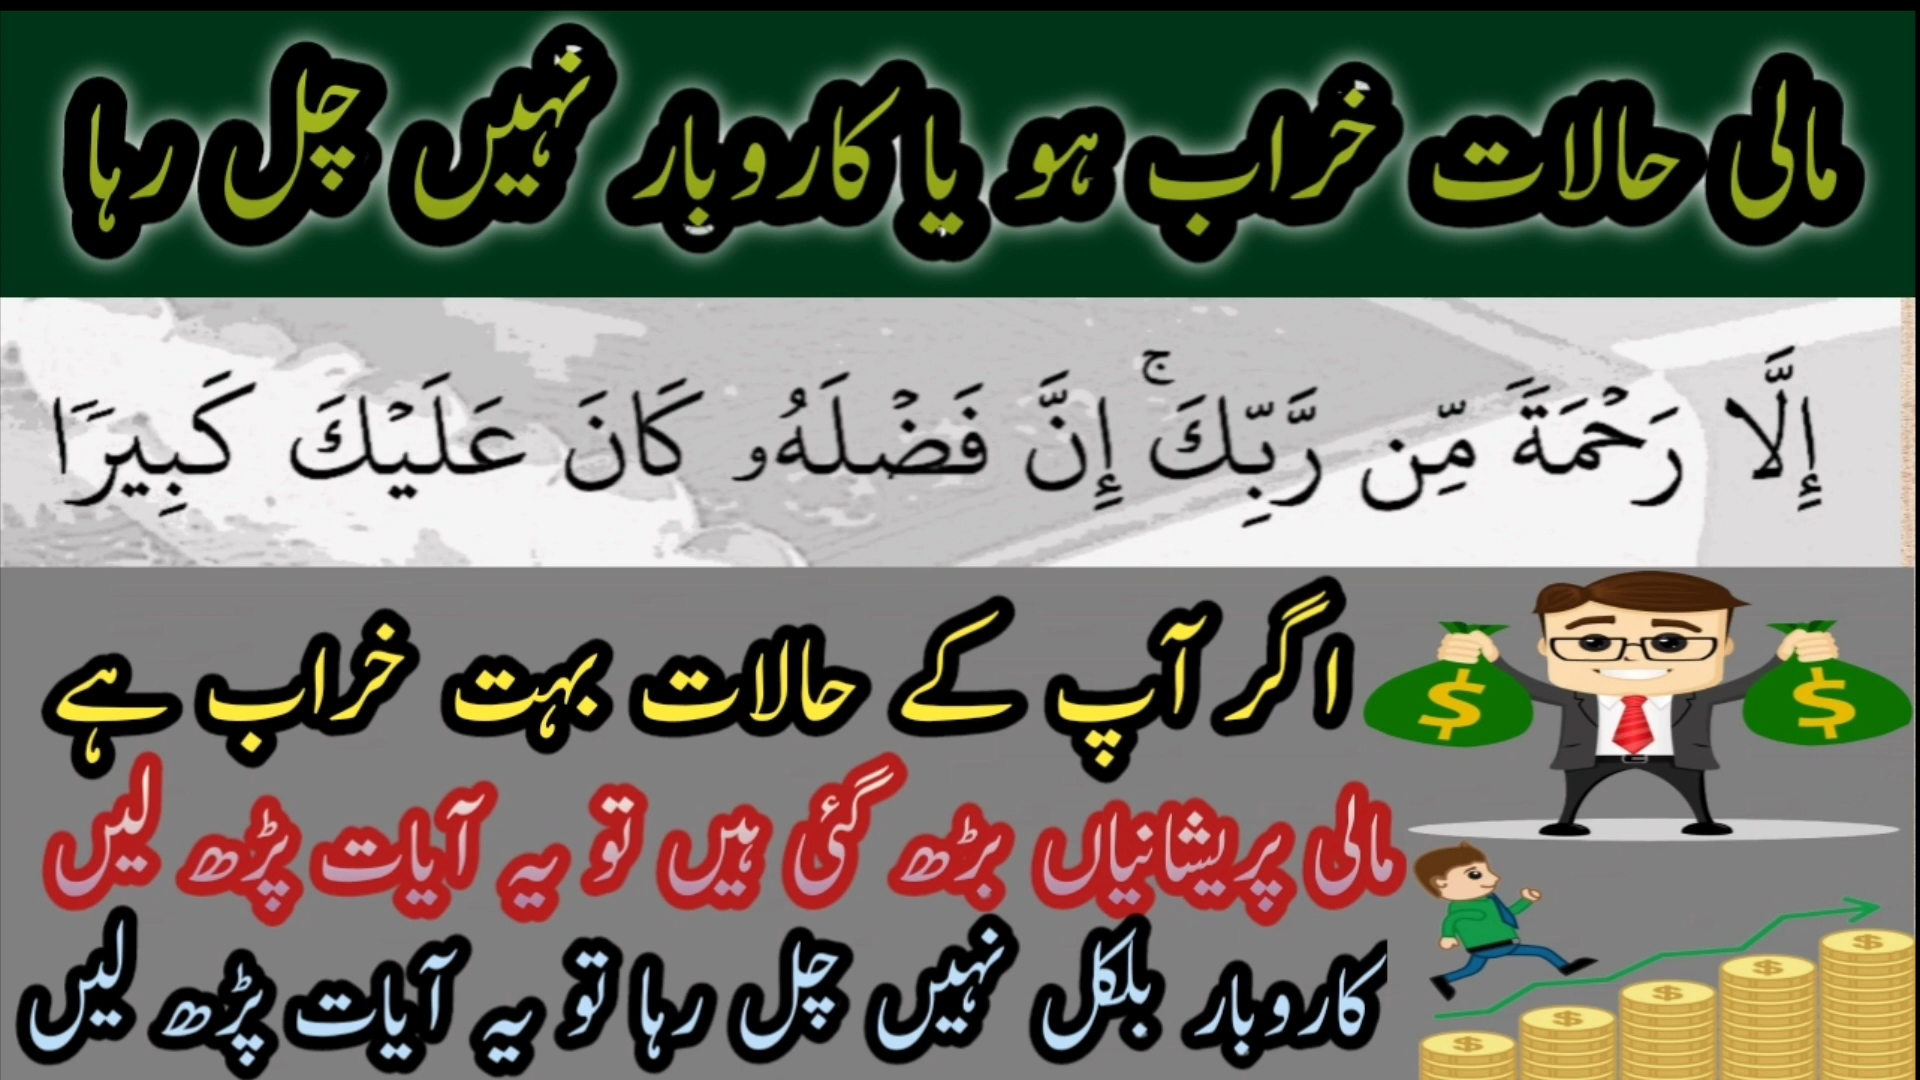 مالی حالات خراب ہو یا کاروبار نہیں چل رہا
إِلَّا رَحْمَةً مِّن رَّبِّكَ ۚ إِنَّ فَضْلَهُۥ كَانَ عَلَيْكَ كَبِيرًا
اگر آپ کے حالات بہت خراب ہے
$ $
مالی پریشانیاں بڑھ گئی ہیں تو یہ آیات پڑھ لیں
کاروبار بلکل نہیں چل رہا تو یہ آیات پڑھ لیں
$ $ $ $ $